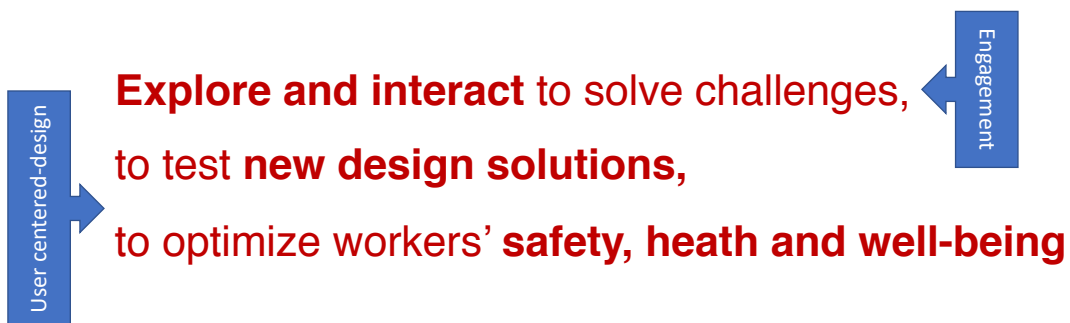 Engagement
Explore and interact to solve challenges,
User centered-design
to test new design solutions,
to optimize workers’ safety, heath and well-being